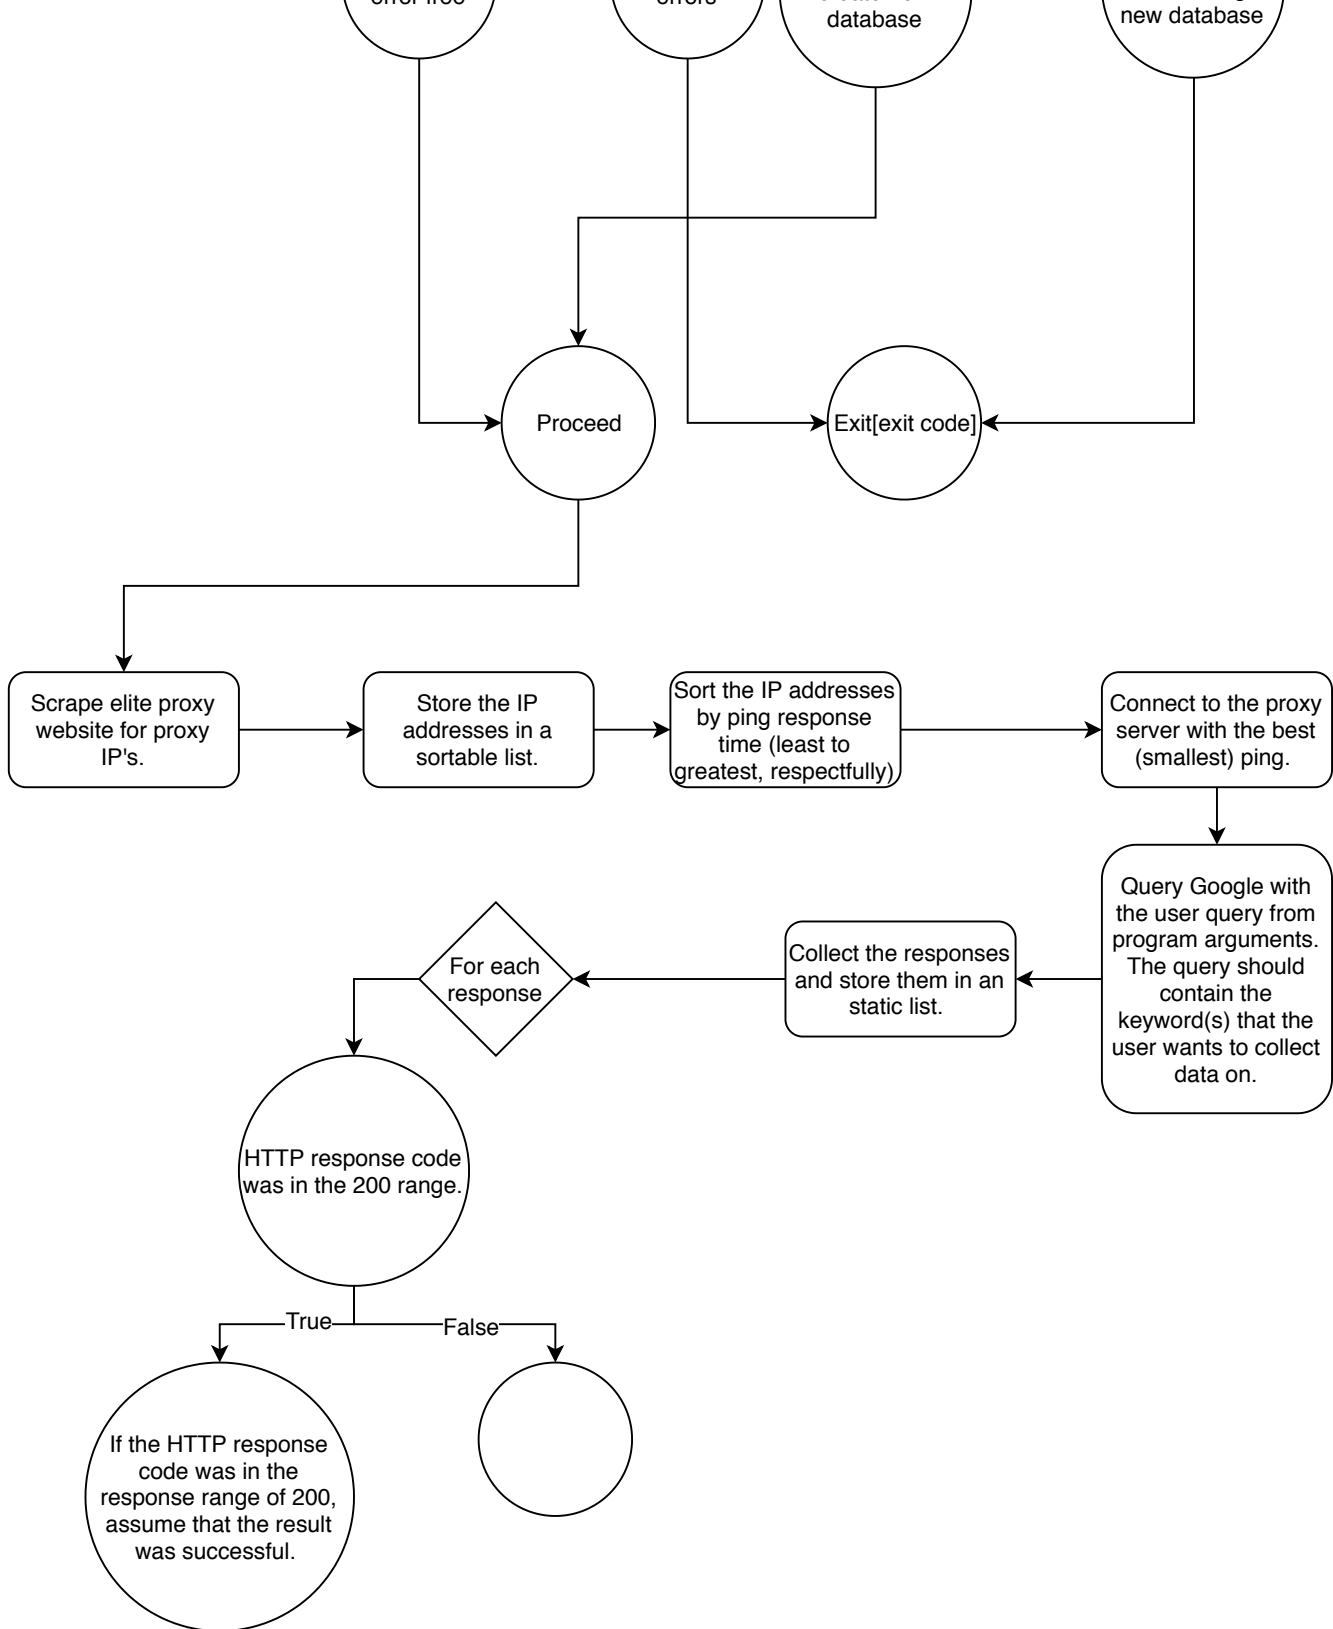 error free
errors
database
new database
Proceed
Exit[exit code]
Scrape elite proxy
website for proxy
IP's.
Store the IP
addresses in a
sortable list.
Sort the IP addresses
by ping response
time (least to
greatest, respectfully)
Connect to the proxy
server with the best
(smallest) ping.
Query Google with
the user query from
program arguments.
The query should
contain the
keyword(s) that the
user wants to collect
data on.
Collect the responses
and store them in an
static list.
For each
response
HTTP response code
was in the 200 range.
True
False
If the HTTP response
code was in the
response range of 200,
assume that the result
was successful.